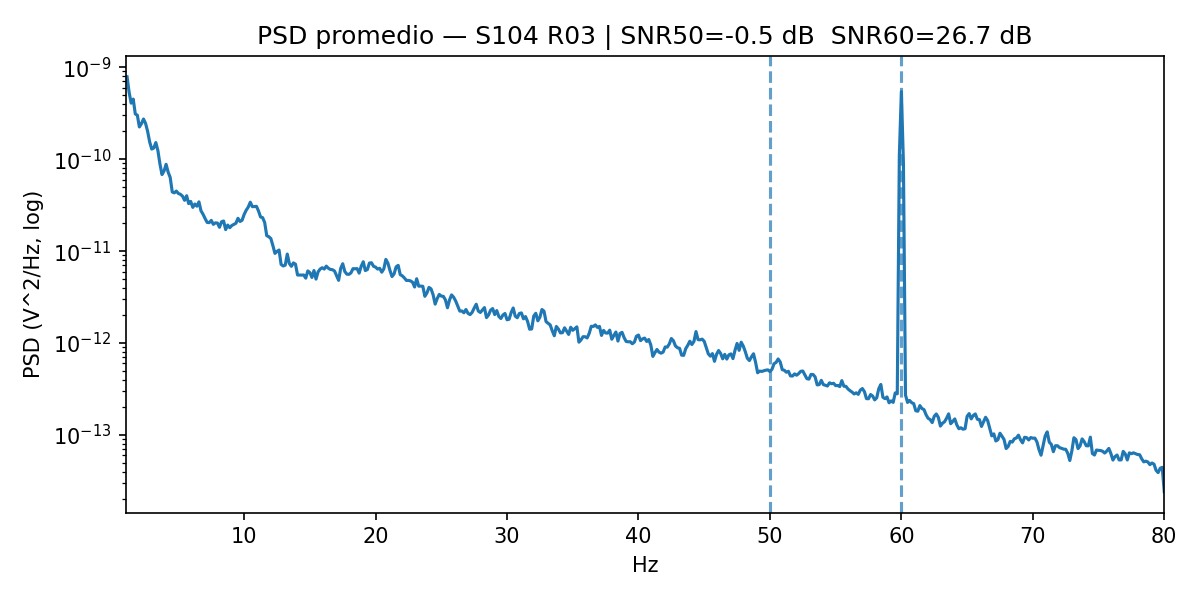 PSD promedio — S104 R03 | SNR50=-0.5 dB  SNR60=26.7 dB
PSD (V^2/Hz, log)
10⁻⁹
10⁻¹⁰
10⁻¹¹
10⁻¹²
10⁻¹³
10 20 30 40 50 60 70 80
Hz